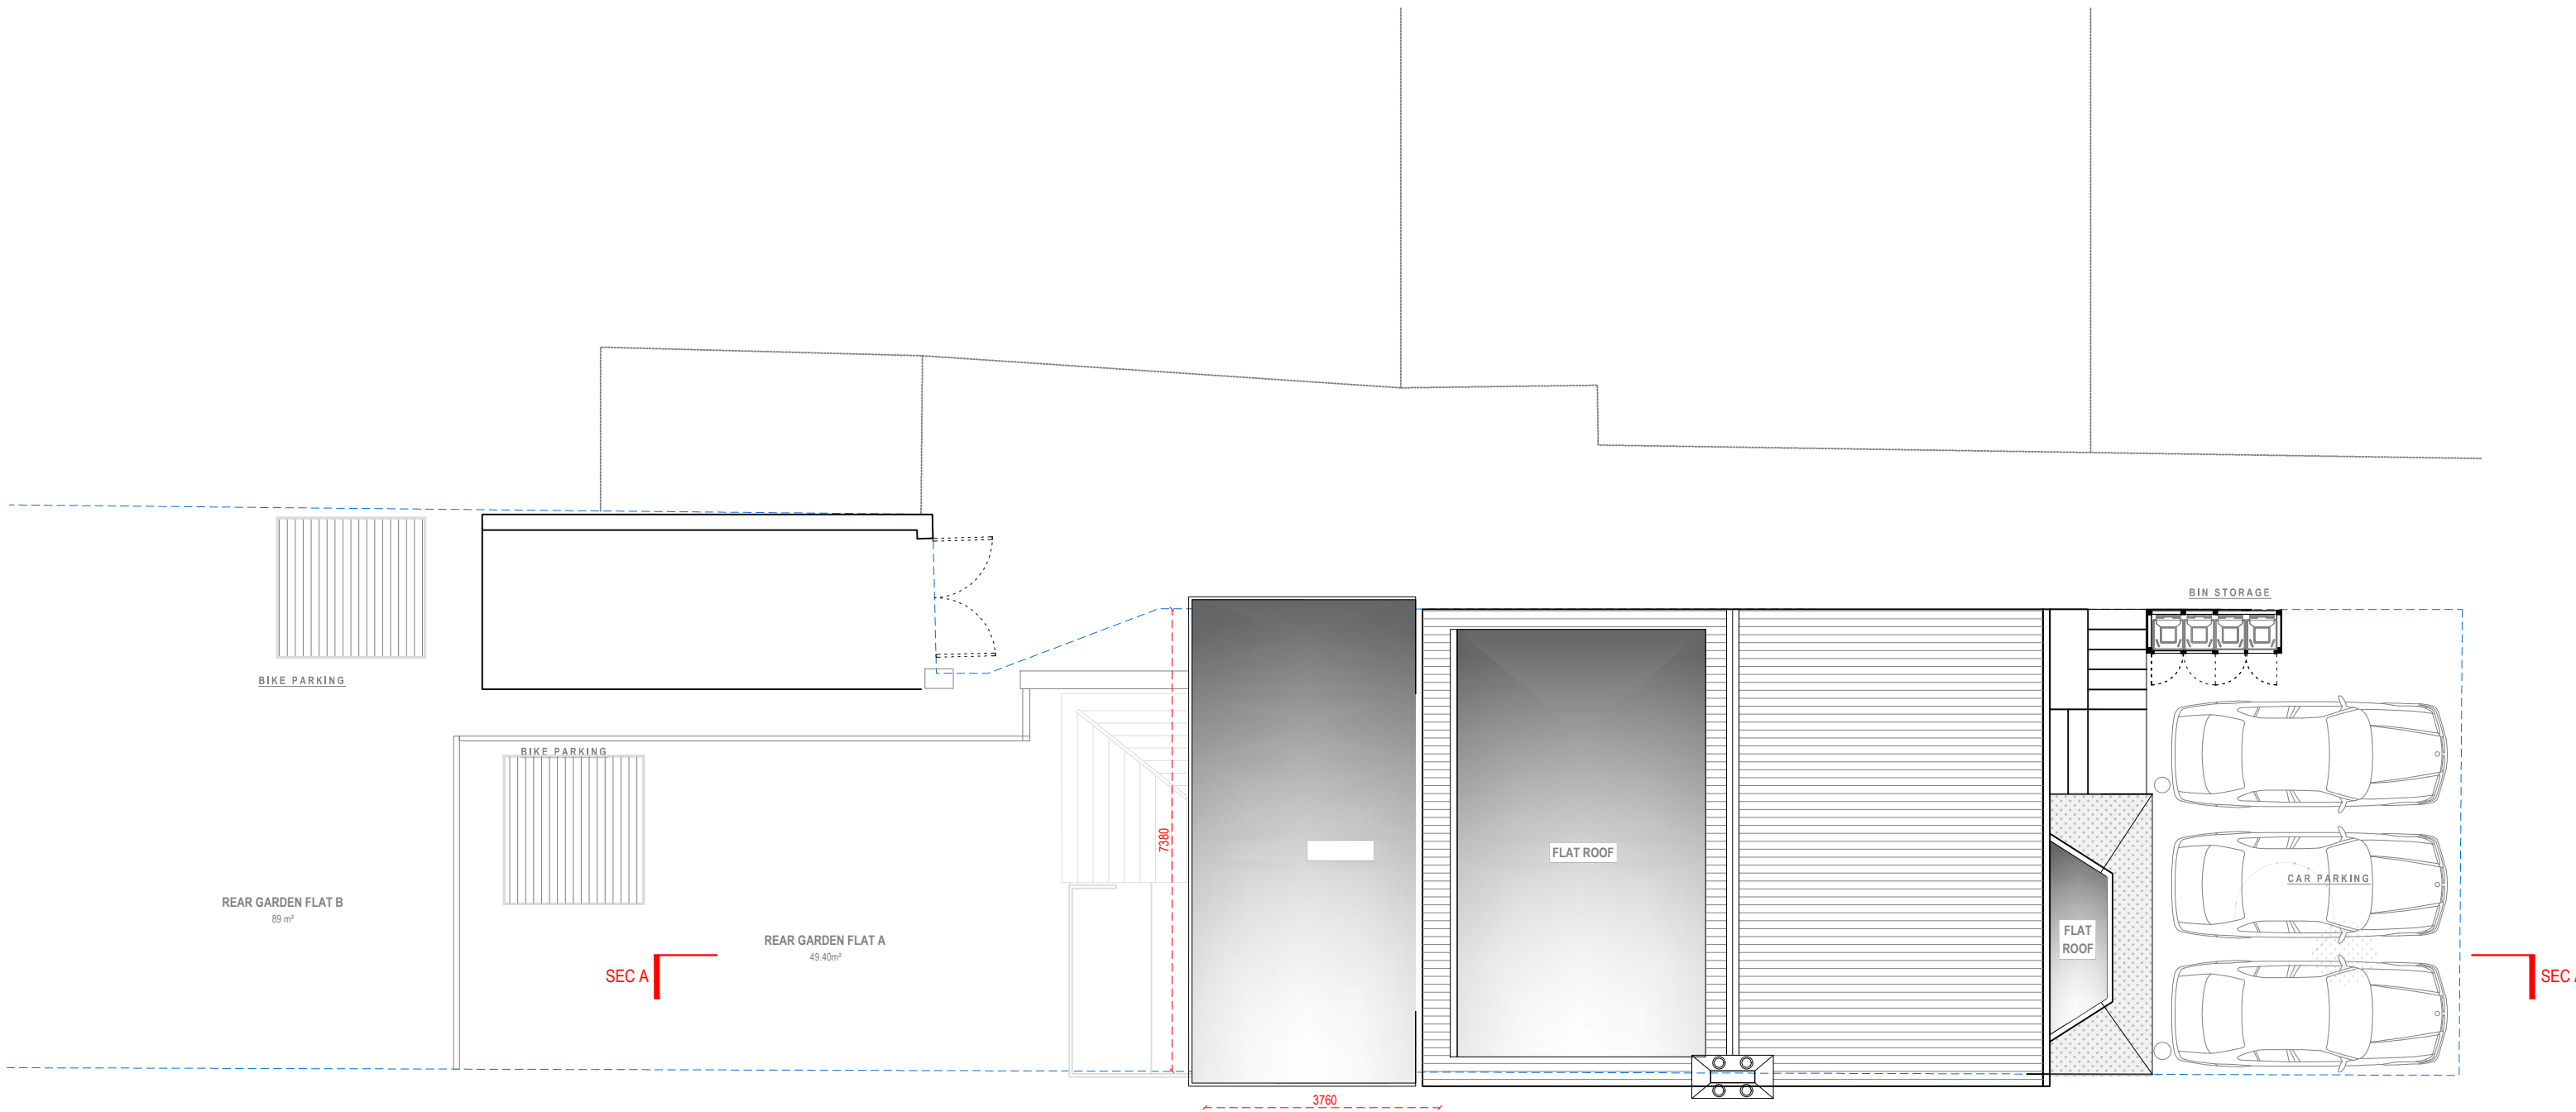 BIN STORAGE
BIKE PARKING
BIKE PARKING
7380
FLAT ROOF
CAR PARKING
REAR GARDEN FLAT B
89 m²
FLAT
ROOF
REAR GARDEN FLAT A
49.40m²
SEC A
SEC
3760